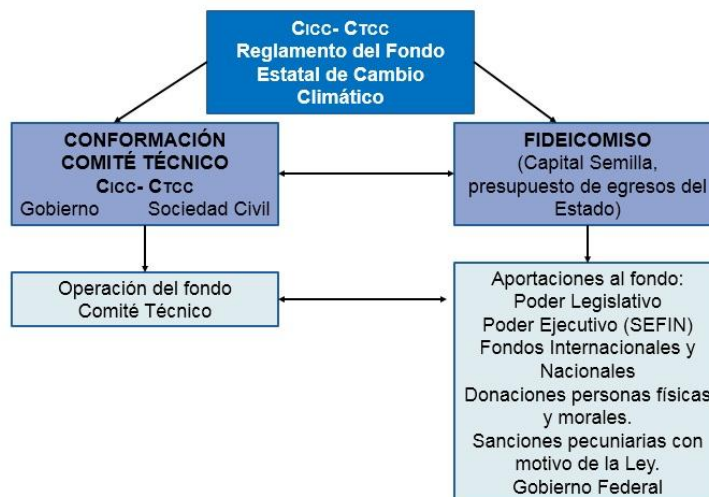 CICC- CTCC
Reglamento del Fondo
Estatal de Cambio
Climático
CONFORMACIÓN
COMITÉ TÉCNICO
CICC- CTCC
Gobierno Sociedad Civil
FIDEICOMISO
(Capital Semilla,
presupuesto de egresos del
Estado)
Operación del fondo
Comité Técnico
Aportaciones al fondo:
Poder Legislativo
Poder Ejecutivo (SEFIN)
Fondos Internacionales y
Nacionales
Donaciones personas físicas
y morales.
Sanciones pecuniarias con
motivo de la Ley.
Gobierno Federal